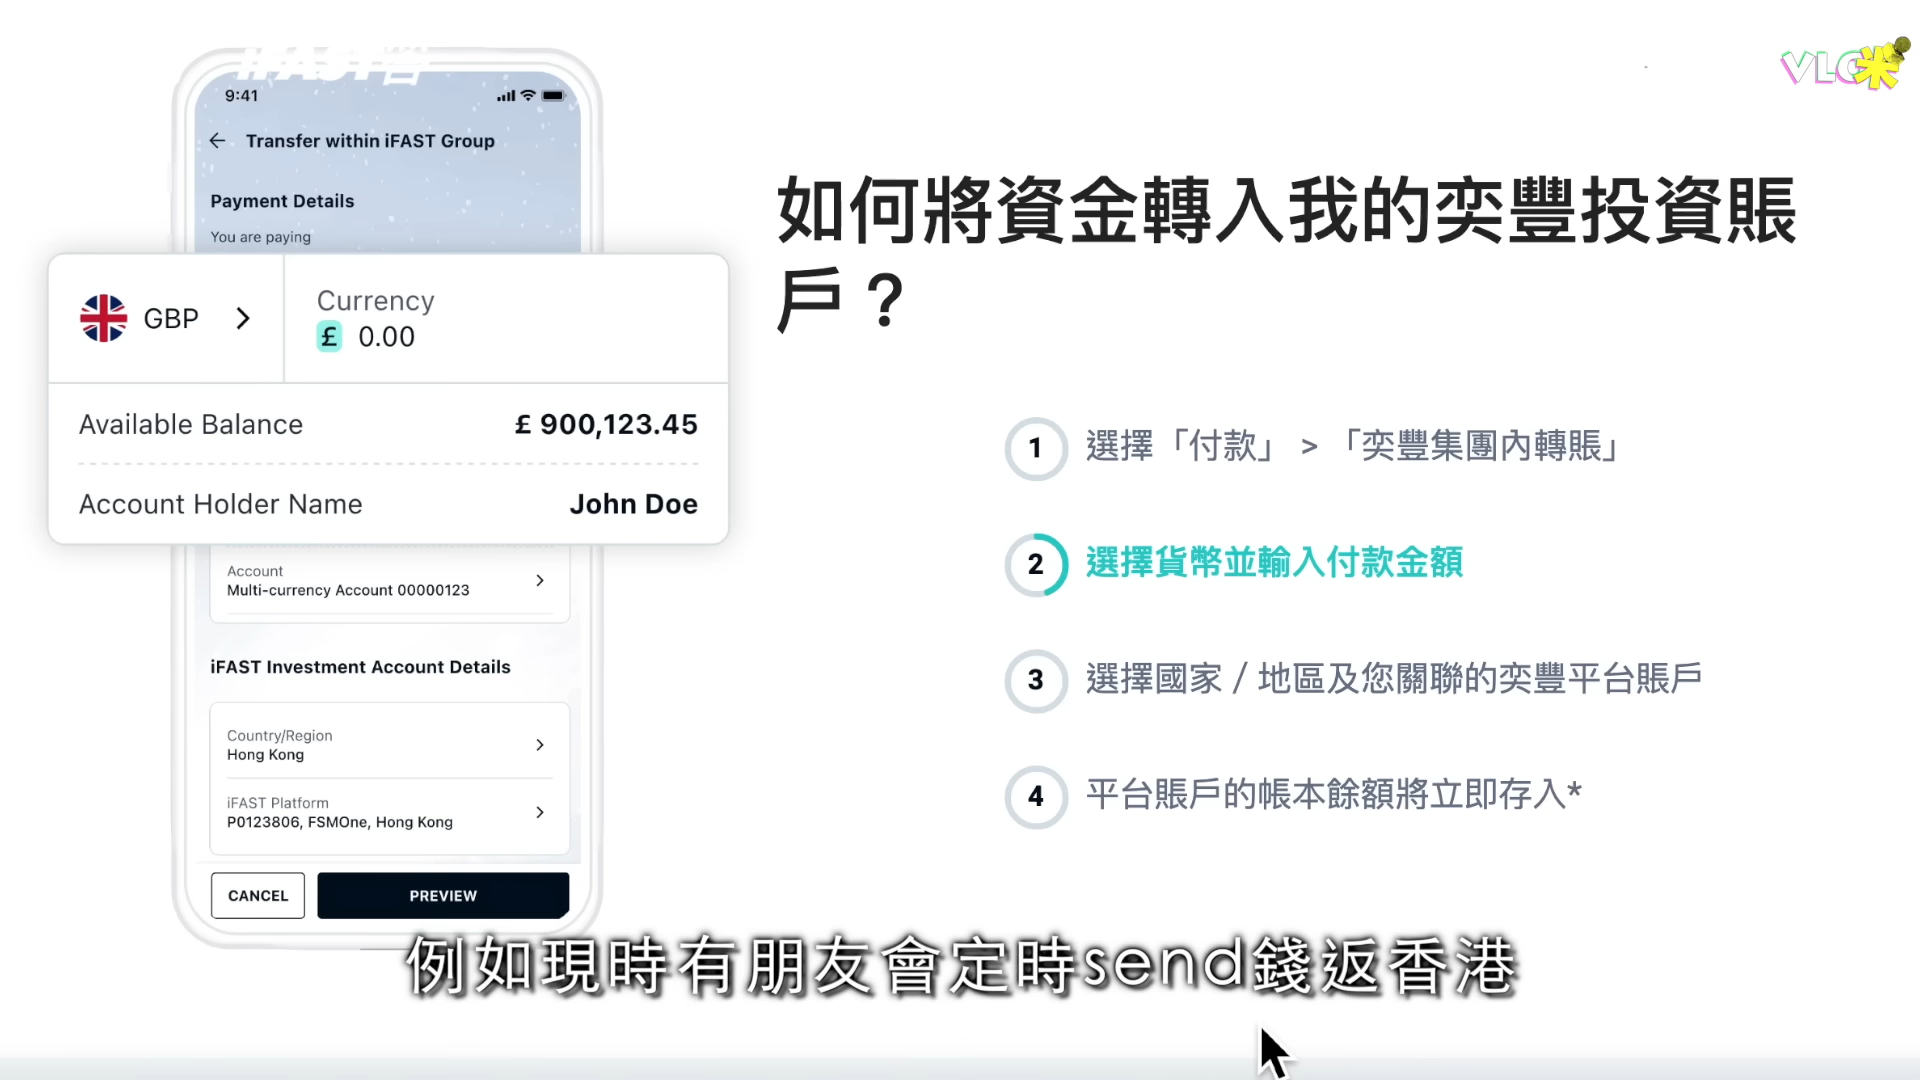 iFAST
9:41
Transfer within iFAST Group
Payment Details
You are paying
GBP
Currency
£ 0.00
Available Balance £ 900,123.45
Account Holder Name John Doe
Account
Multi-currency Account 00000123
iFAST Investment Account Details
Country/Region
Hong Kong
iFAST Platform
P0123806, FSMOne, Hong Kong
CANCEL PREVIEW
VLG米
如何將資金轉入我的奕豐投資賬
戶？
1 選擇「付款」 > 「奕豐集團內轉賬」
2 選擇貨幣並輸入付款金額
3 選擇國家 / 地區及您關聯的奕豐平台賬戶
4 平台賬戶的帳本餘額將立即存入*
例如現時有朋友會定時send錢返香港